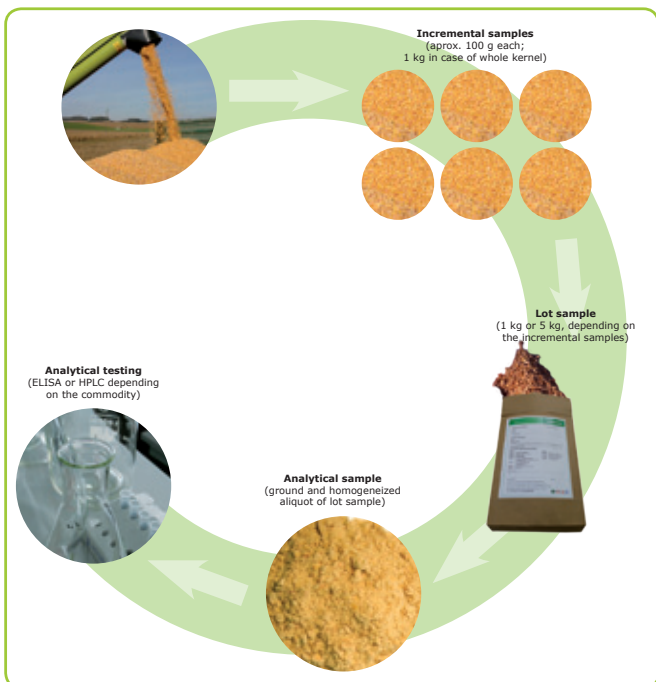 Incremental samples
(aprox. 100 g each;
1 kg in case of whole kernel)
Lot sample
(1 kg or 5 kg, depending on
the incremental samples)
Analytical testing
(ELISA or HPLC depending
on the commodity)
Analytical sample
(ground and homogeneized
aliquot of lot sample)